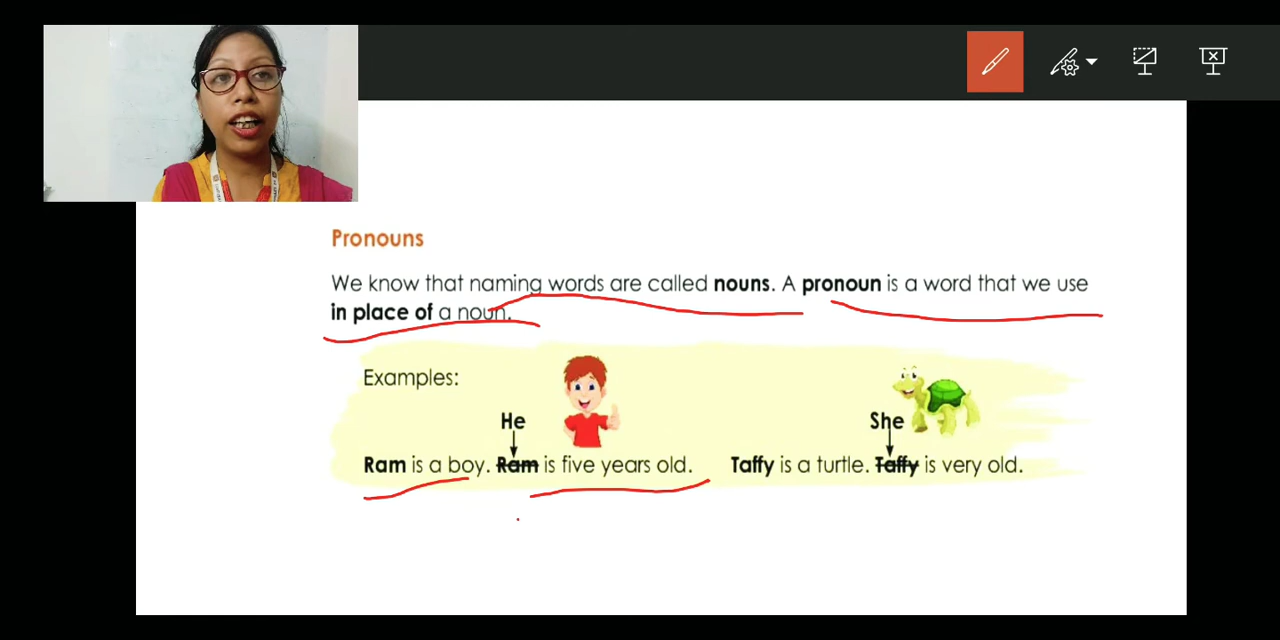 Pronouns
We know that naming words are called nouns. A pronoun is a word that we use
in place of a noun.
Examples:
He
She
Ram is a boy. Ram is five years old.
Taffy is a turtle. Taffy is very old.